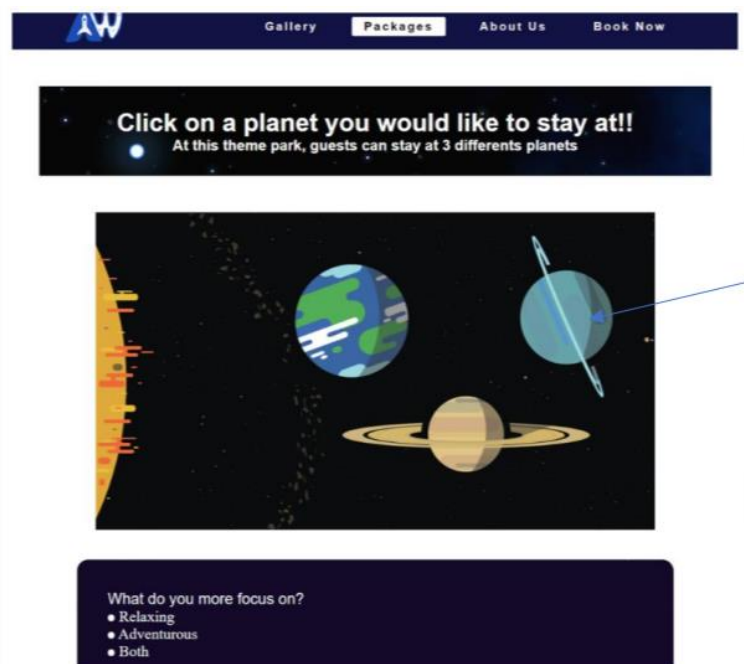 AW
Gallery Packages About Us Book Now
Click on a planet you would like to stay at!!
At this theme park, guests can stay at 3 differents planets
What do you more focus on?
● Relaxing
● Adventurous
● Both